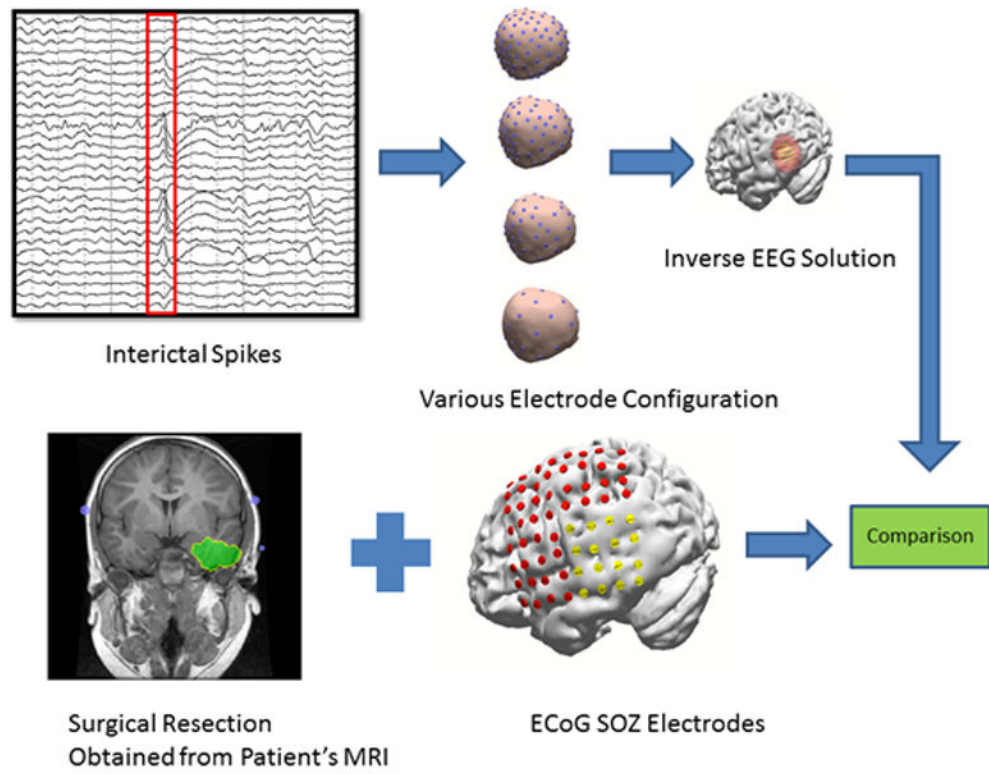 Interictal Spikes
Various Electrode Configuration
Inverse EEG Solution
Surgical Resection
Obtained from Patient's MRI
ECoG SOZ Electrodes
Comparison